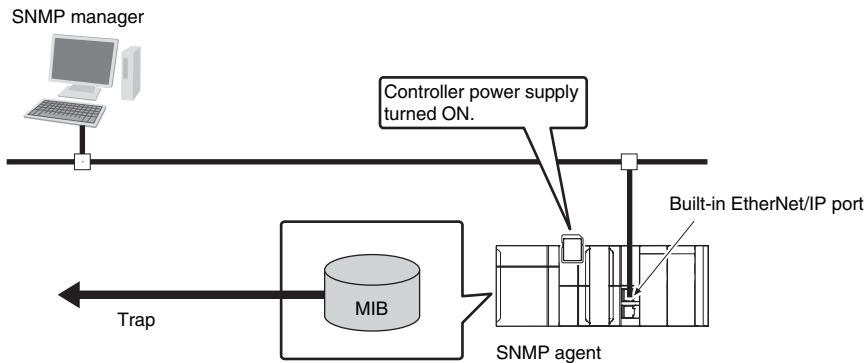 SNMP manager
Controller power supply
turned ON.
Built-in EtherNet/IP port
MIB
Trap
SNMP agent